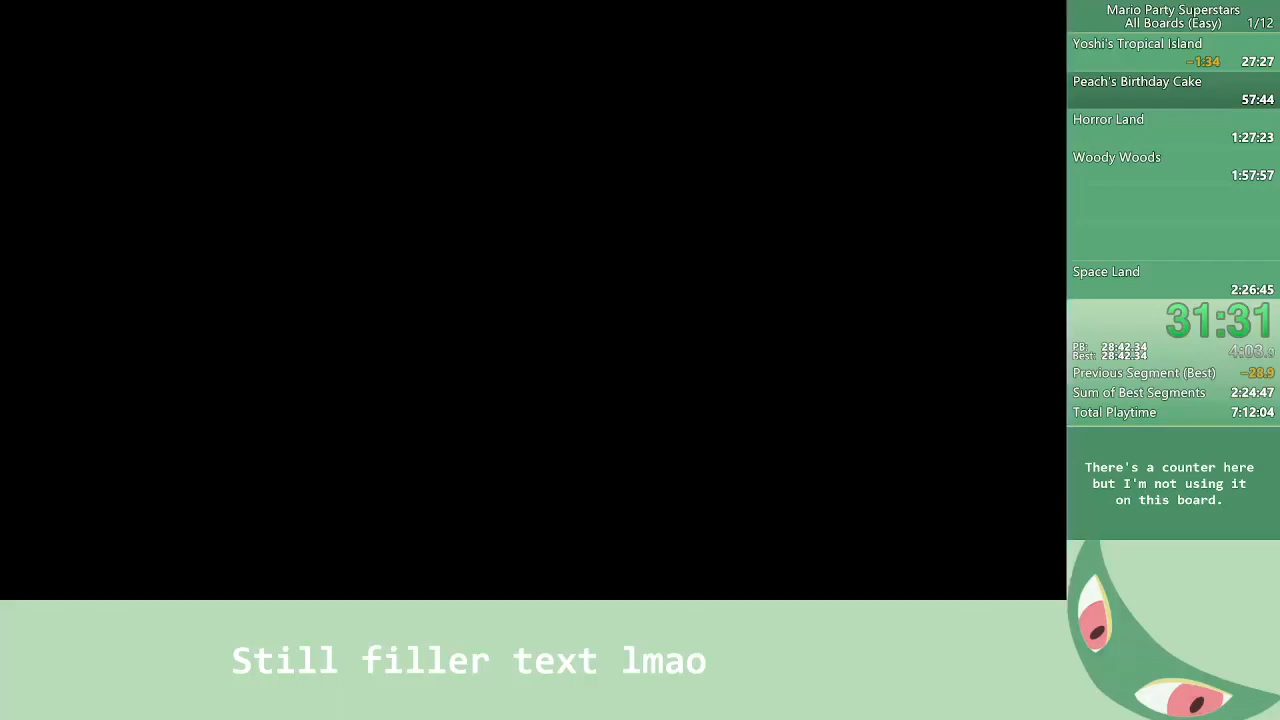 Mario Party Superstars
All Boards (Easy) 1/12
Yoshi's Tropical Island
−1:34 27:27
Peach's Birthday Cake
57:44
Horror Land
1:27:23
Woody Woods
1:57:57
Space Land
2:26:45
31:31
PB: 28:42.34
Best: 28:42.34
4:03.9
Previous Segment (Best) −28.9
Sum of Best Segments 2:24:47
Total Playtime 7:12:04
There's a counter here
but I'm not using it
on this board.
Still filler text lmao